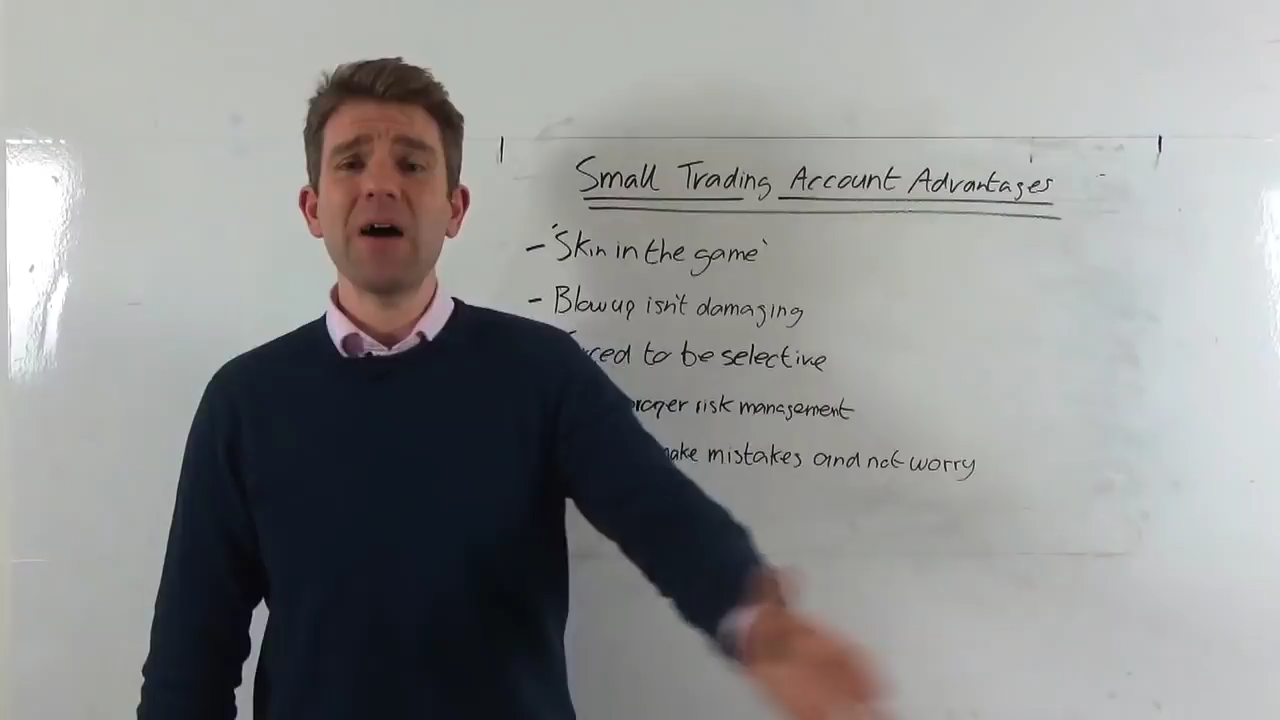 Small Trading Account Advantages
- 'Skin in the game'
- Blow up isn't damaging
to be selective
risk management
mistakes and not worry